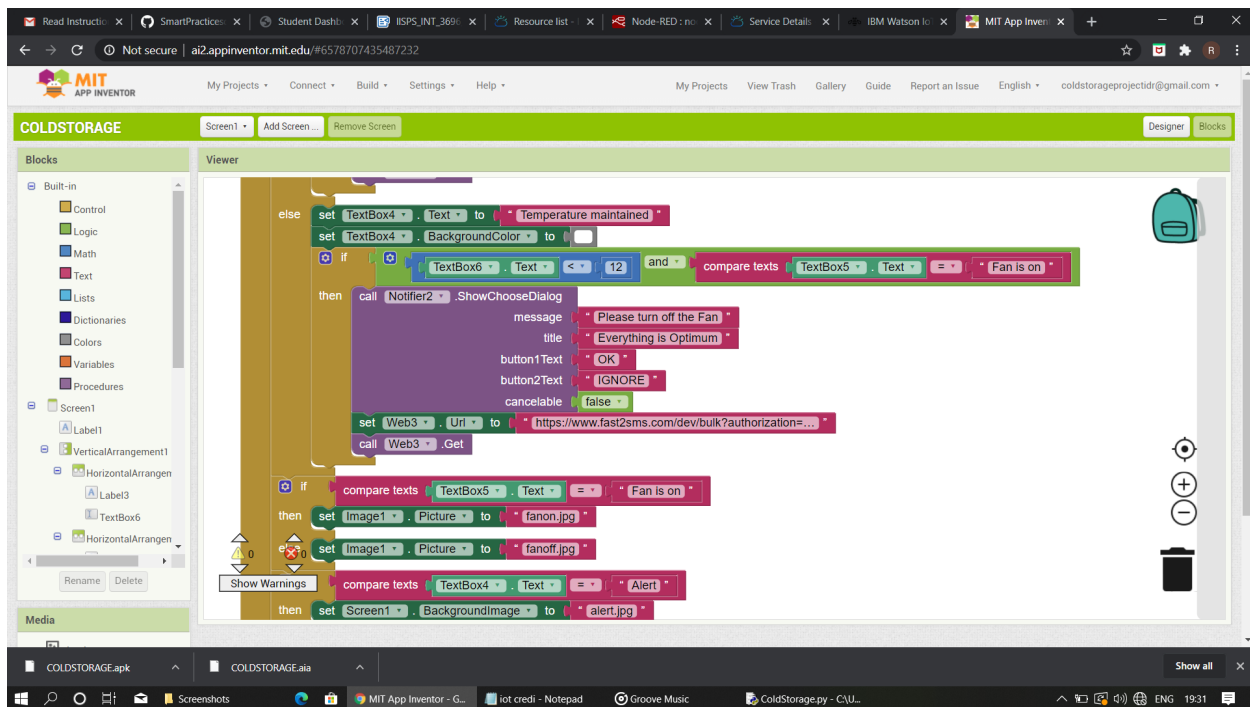 Read Instructio
SmartPractices
Student Dashb
IISPS_INT_3696
Resource list -
Node-RED : no
Service Details
IBM Watson Io
MIT App Inven
Not secure | ai2.appinventor.mit.edu/#6578707435487232
R
MIT
APP INVENTOR
My Projects Connect Build Settings Help My Projects View Trash Gallery Guide Report an Issue English coldstorageprojectidr@gmail.com
COLDSTORAGE Screen1 Add Screen ... Remove Screen Designer Blocks
Blocks
Viewer
Built-in
Control
Logic
Math
Text
Lists
Dictionaries
Colors
Variables
Procedures
Screen1
Label1
VerticalArrangement1
HorizontalArrangen
Label3
TextBox6
HorizontalArrangen
Rename Delete
Media
else set TextBox4 . Text to " Temperature maintained "
set TextBox4 . BackgroundColor to
if TextBox6 . Text < 12 and compare texts TextBox5 . Text = " Fan is on "
then call Notifier2 .ShowChooseDialog
message " Please turn off the Fan "
title " Everything is Optimum "
button1Text " OK "
button2Text " IGNORE "
cancelable false
set Web3 . Url to " https://www.fast2sms.com/dev/bulk?authorization=... "
call Web3 .Get
if compare texts TextBox5 . Text = " Fan is on "
then set Image1 . Picture to " fanon.jpg "
set Image1 . Picture to " fanoff.jpg "
0 0
Show Warnings compare texts TextBox4 . Text = " Alert "
then set Screen1 . BackgroundImage to " alert.jpg "
COLDSTORAGE.apk COLDSTORAGE.aia Show all
Screenshots MIT App Inventor - G... iot credi - Notepad Groove Music ColdStorage.py - C:\U... ENG 19:31